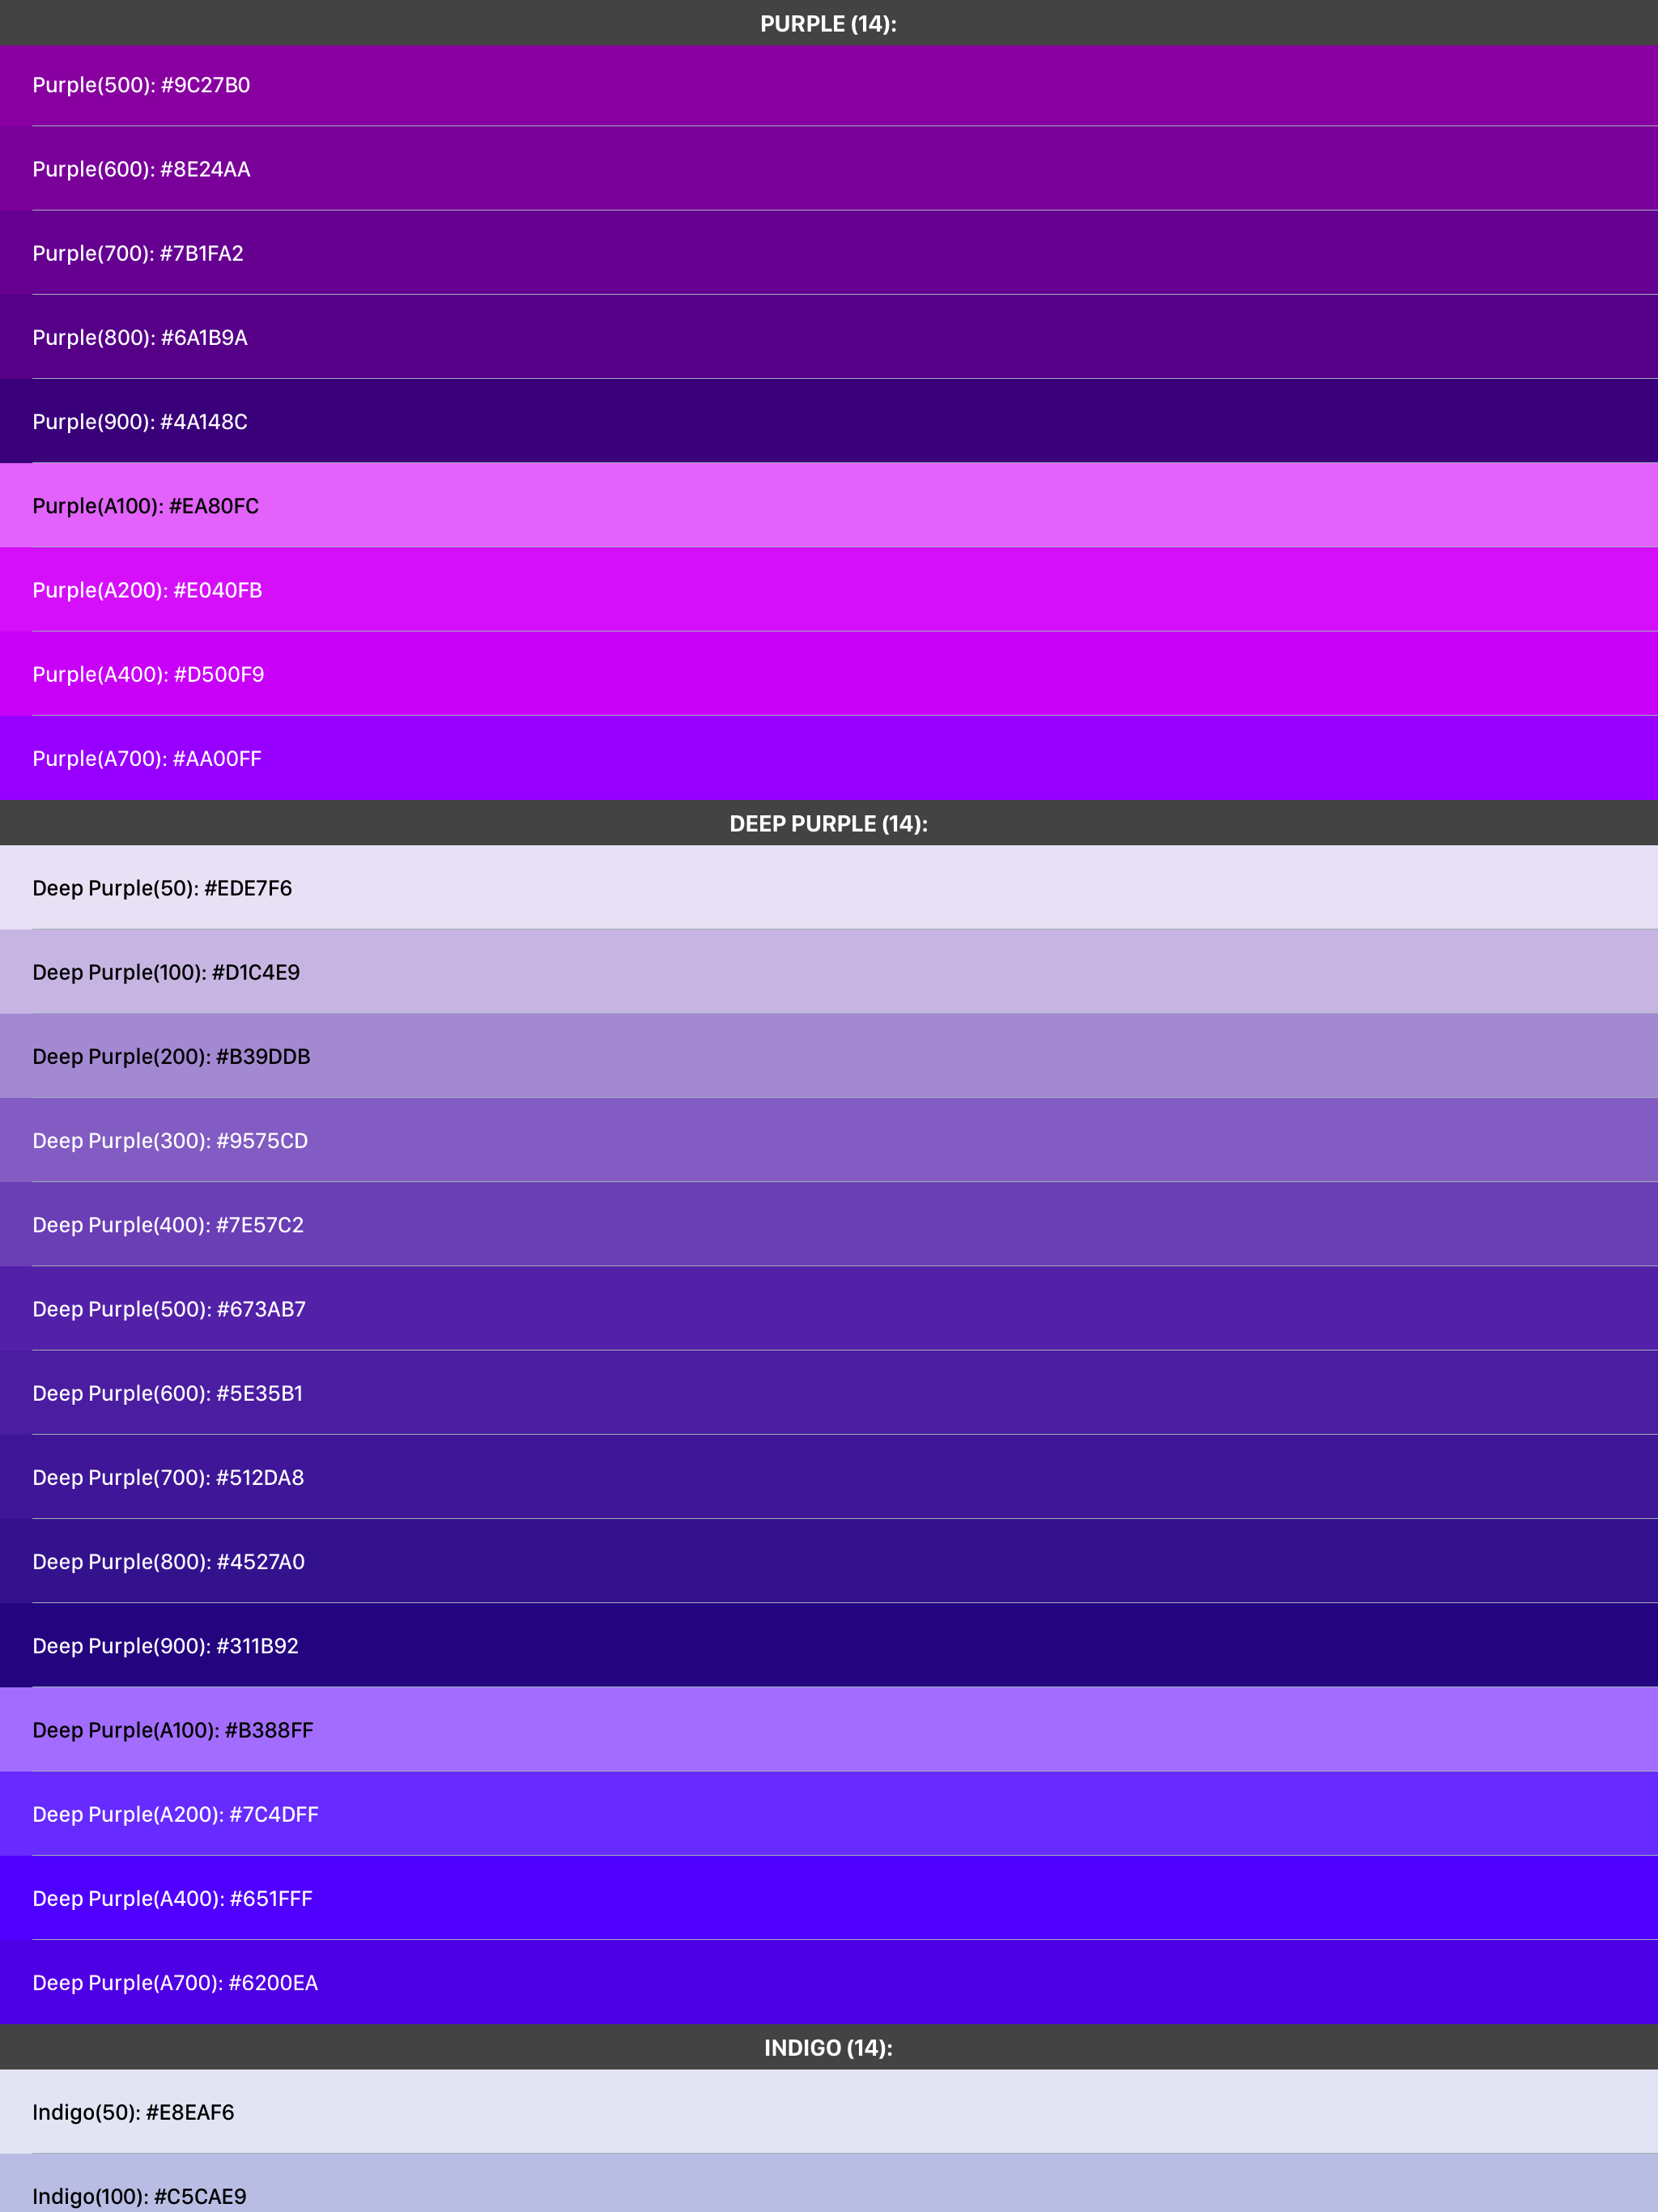 PURPLE (14):
Purple(500): #9C27B0
Purple(600): #8E24AA
Purple(700): #7B1FA2
Purple(800): #6A1B9A
Purple(900): #4A148C
Purple(A100): #EA80FC
Purple(A200): #E040FB
Purple(A400): #D500F9
Purple(A700): #AA00FF
DEEP PURPLE (14):
Deep Purple(50): #EDE7F6
Deep Purple(100): #D1C4E9
Deep Purple(200): #B39DDB
Deep Purple(300): #9575CD
Deep Purple(400): #7E57C2
Deep Purple(500): #673AB7
Deep Purple(600): #5E35B1
Deep Purple(700): #512DA8
Deep Purple(800): #4527A0
Deep Purple(900): #311B92
Deep Purple(A100): #B388FF
Deep Purple(A200): #7C4DFF
Deep Purple(A400): #651FFF
Deep Purple(A700): #6200EA
INDIGO (14):
Indigo(50): #E8EAF6
Indigo(100): #C5CAE9